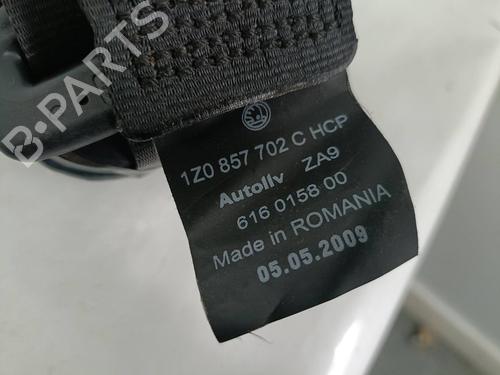 B-PARTS
1Z0 857 702 C HCP
Autoliv ZA9
616 0158 00
Made in ROMANIA
05.05.2009